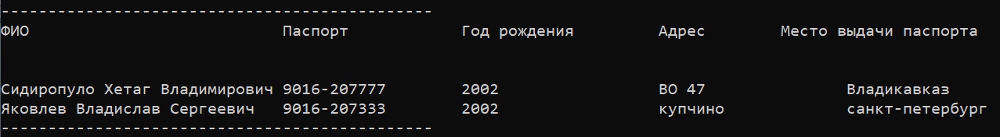 ----------------------------------------------
ФИО Паспорт Год рождения Адрес Место выдачи паспорта
Сидиропуло Хетаг Владимирович 9016-207777 2002 ВО 47 Владикавказ
Яковлев Владислав Сергеевич 9016-207333 2002 купчино санкт-петербург
----------------------------------------------